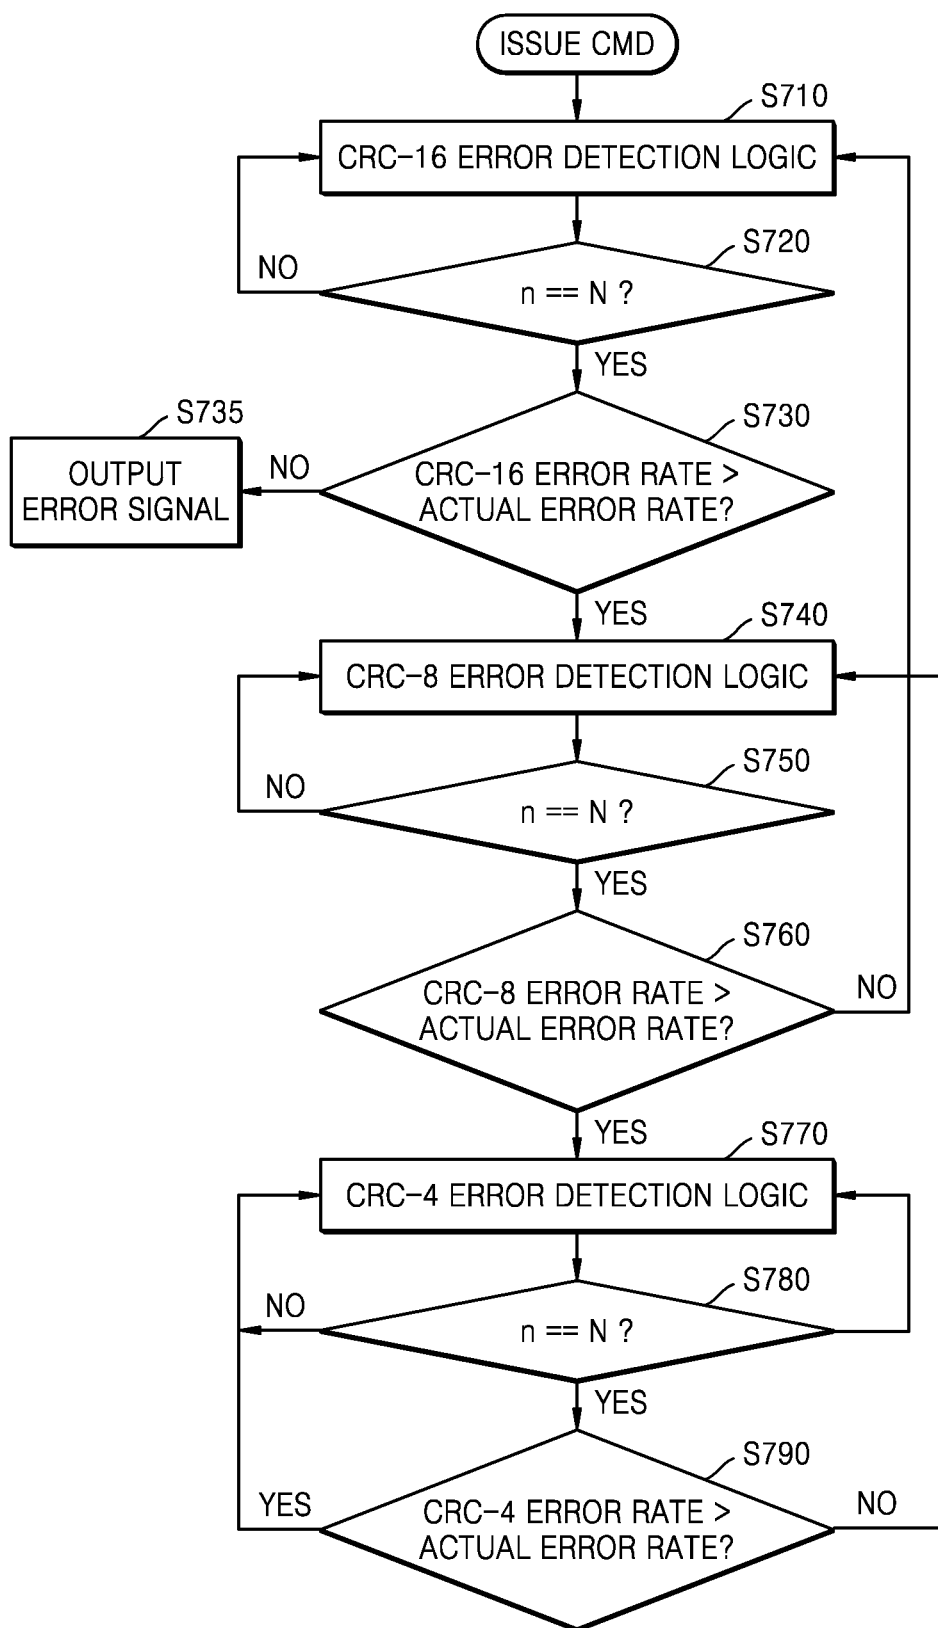 ISSUE CMD
S710
CRC-16 ERROR DETECTION LOGIC
S720
NO
n == N ?
YES
S735
S730
OUTPUT
ERROR SIGNAL
NO
CRC-16 ERROR RATE >
ACTUAL ERROR RATE?
YES
S740
CRC-8 ERROR DETECTION LOGIC
S750
NO
n == N ?
YES
S760
CRC-8 ERROR RATE >
ACTUAL ERROR RATE?
NO
YES
S770
CRC-4 ERROR DETECTION LOGIC
S780
NO
n == N ?
YES
S790
YES
CRC-4 ERROR RATE >
ACTUAL ERROR RATE?
NO